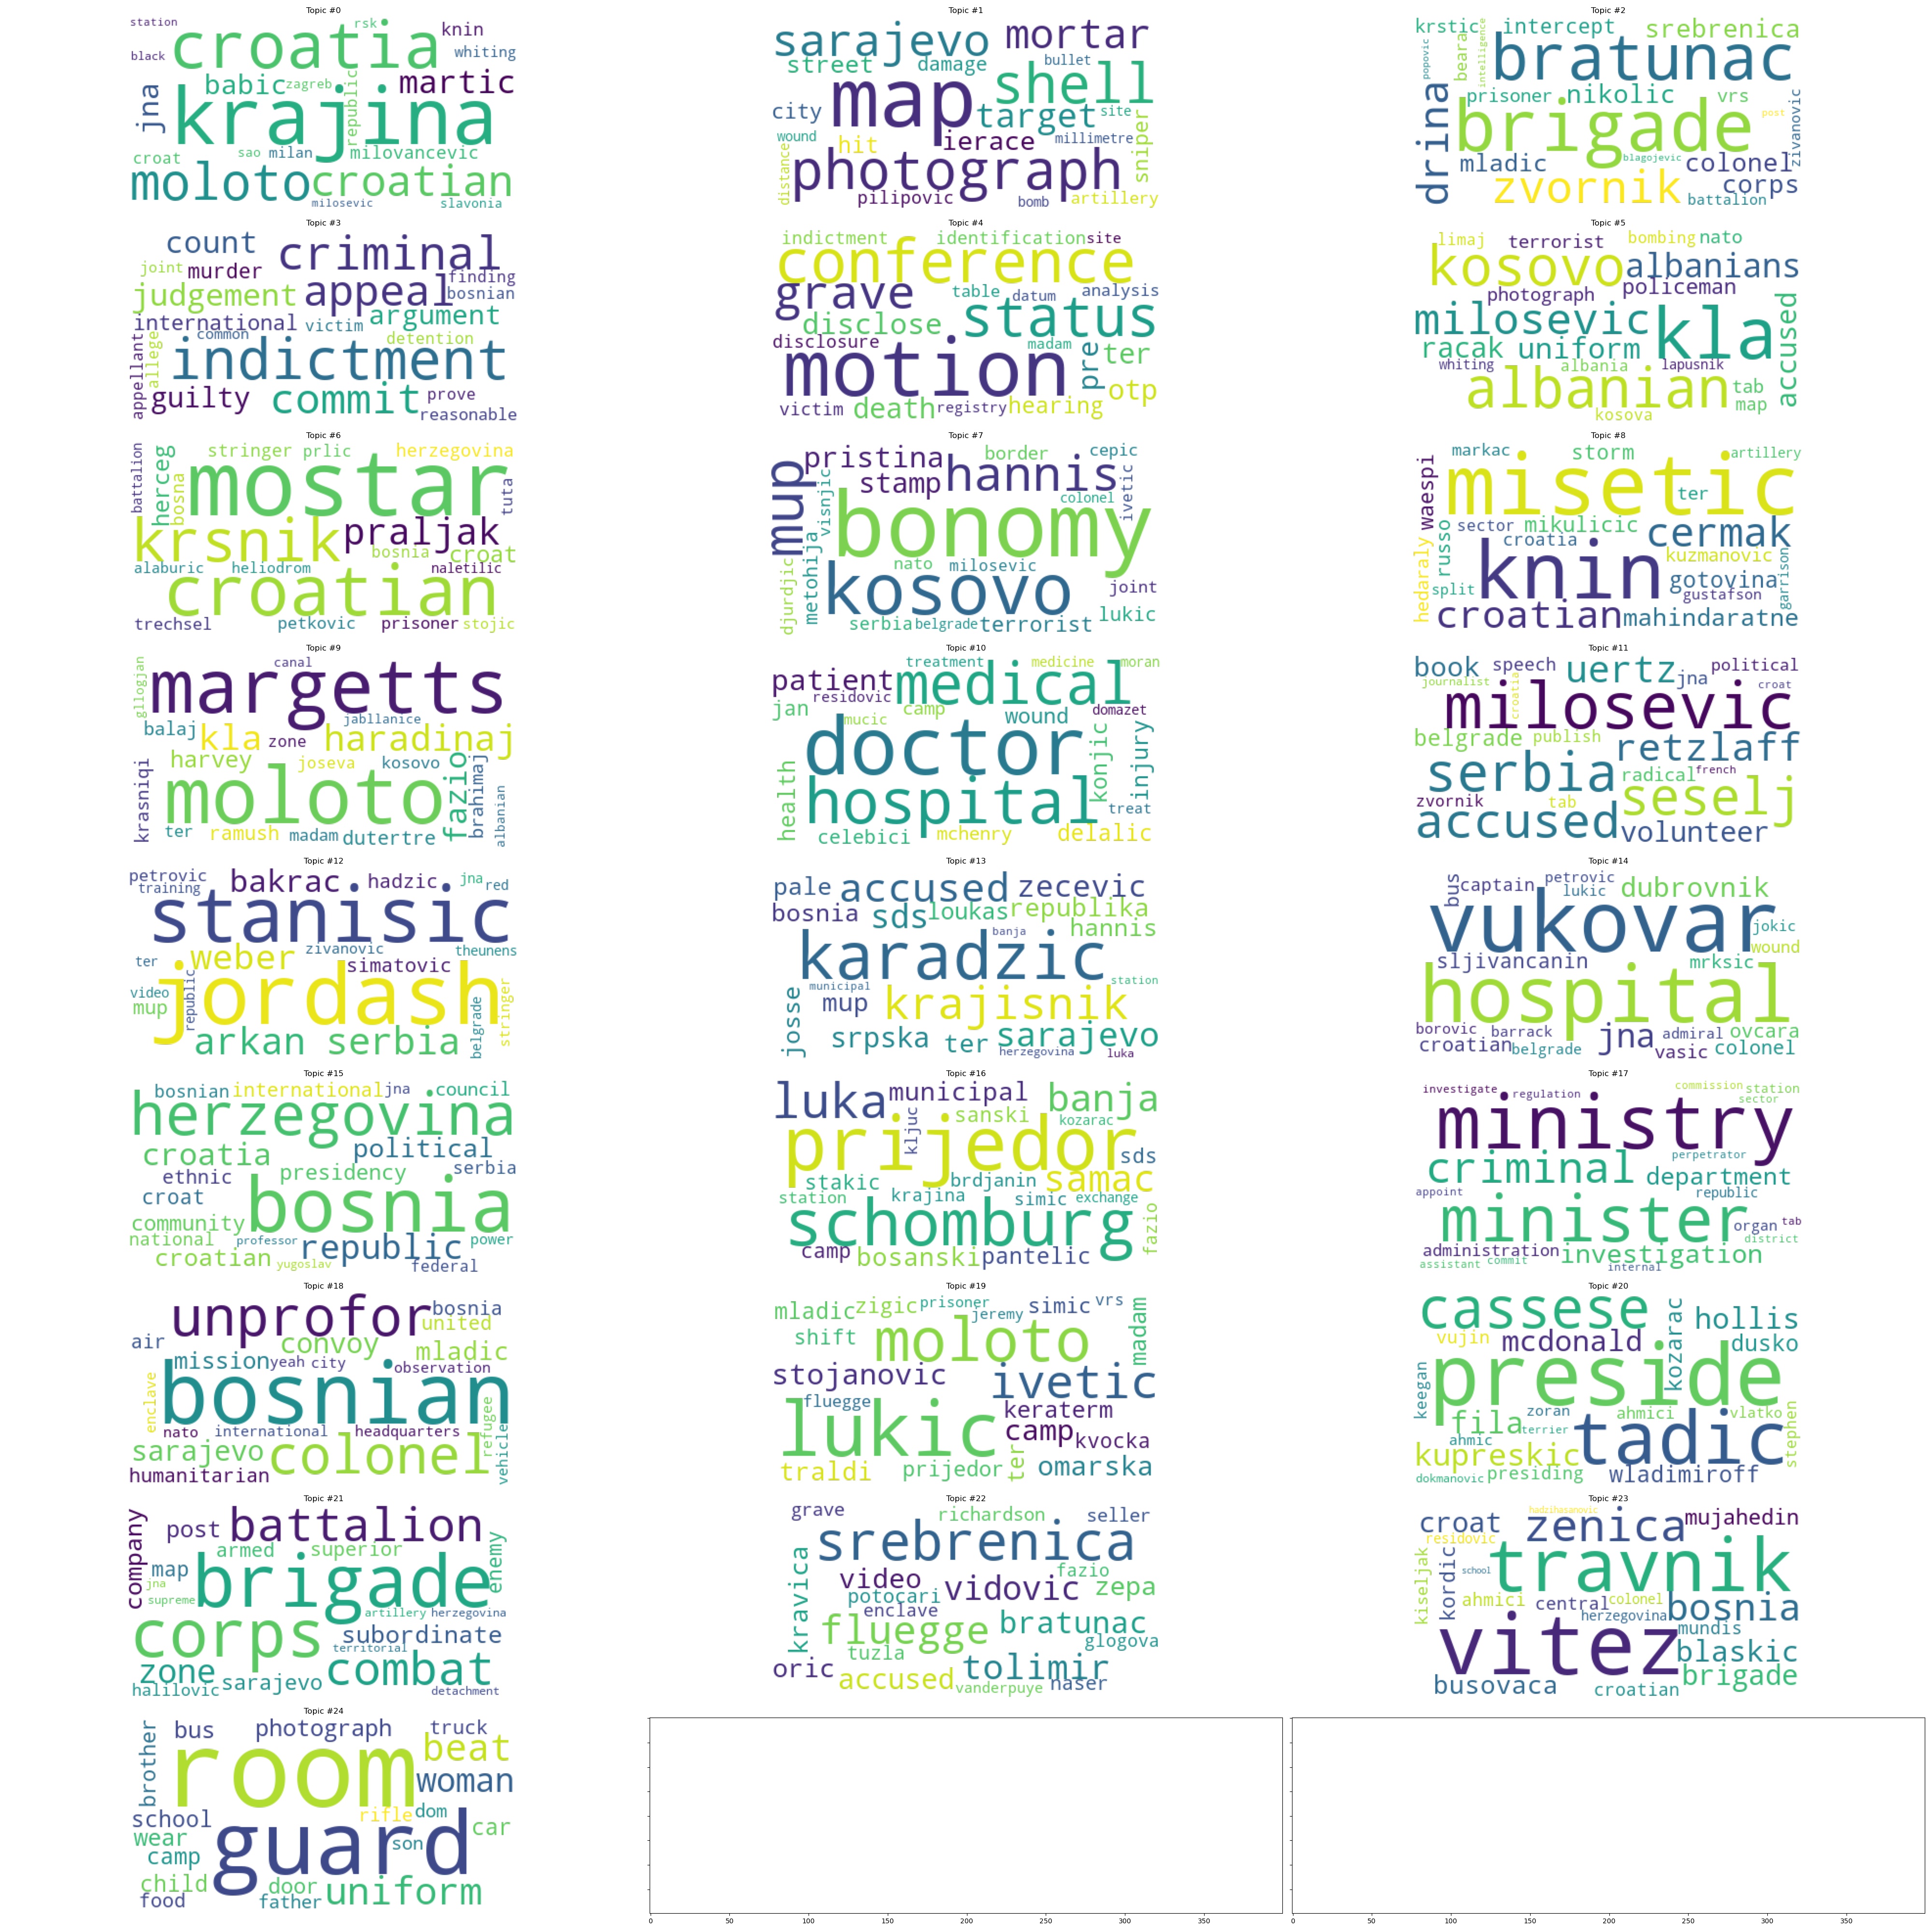 Topic #0
station rsk knin
croatia
black whiting
babic zagreb martic
jna krajina republic
croat sao milan milovancevic
moloto croatian
milosevic slavonia
Topic #1
sarajevo mortar
street damage bullet
map shell
city target site
wound hit ierace millimetre sniper
distance photograph
pilipovic bomb artillery
Topic #2
krstic intercept srebrenica
popovic beara intelligence bratunac
prisoner nikolic vrs
drina brigade post zivanovic
mladic blagojevic colonel
zvornik corps
battalion
Topic #3
count criminal
joint murder finding
judgement appeal bosnian
international victim argument
common detention
appellant allege indictment
guilty commit prove
reasonable
Topic #4
indictment identification site
conference
grave table datum analysis
disclose status
disclosure madam
motion pre ter
otp
victim death registry hearing
Topic #5
limaj terrorist bombing nato
kosovo albanians
photograph policeman
milosevic kla accused
racak uniform
whiting albania lapusnik
albanian tab
map
kosova
Topic #6
battalion herceg stringer prlic herzegovina
bosna mostar tuta
krsnik praljak
bosnia croat
alaburic heliodrom naletilic
croatian
trechsel petkovic prisoner stojic
Topic #7
pristina border cepic
mup stamp hannis
visnjic colonel ivetic
bonomy
metohija nato milosevic
djurdjic kosovo joint
serbia belgrade terrorist lukic
Topic #8
markac storm artillery
waespi misetic
ter
russo sector mikulicic cermak
croatia kuzmanovic
hedaraly knin gotovina garrison
split gustafson
croatian mahindaratne
Topic #9
gllogjan canal
margetts
balaj jabllanice
kla zone haradinaj
harvey joseva kosovo
krasniqi moloto fazio brahimaj
albanian
ter ramush madam dutertre
Topic #10
treatment medicine moran
patient medical
residovic
jan mucic camp wound domazet
doctor konjic injury
health hospital treat
celebici mchenry delalic
Topic #11
book speech uertz jna political
journalist croatia croat
milosevic
belgrade publish retzlaff
serbia radical french
zvornik tab seselj
accused volunteer
Topic #12
petrovic bakrac hadzic jna red
training
stanisic
ter weber zivanovic theunens
simatovic
video republic jordash stringer
mup
arkan serbia belgrade
Topic #13
pale accused zecevic
bosnia sds loukas republika
banja hannis
karadzic
municipal station
josse mup krajisnik
srpska ter sarajevo
herzegovina luka
Topic #14
bus captain petrovic dubrovnik
lukic
vukovar jokic
wound
sljivancanin mrksic
hospital
borovic barrack jna admiral ovcara
croatian belgrade vasic colonel
Topic #15
bosnian international jna council
herzegovina
croatia political
ethnic presidency serbia
croat bosnia
community
national professor republic power
croatian yugoslav federal
Topic #16
luka municipal banja
sanski kozarac
kljuc prijedor sds
stakic brdjanin samac
station krajina simic exchange
schomburg fazio
camp bosanski pantelic
Topic #17
investigate regulation commission station
sector
ministry
perpetrator
criminal department
appoint republic
minister organ tab
district
administration investigation
assistant commit internal
Topic #18
unprofor bosnia
air convoy united
mladic
mission yeah city observation
enclave bosnian refugee
nato international headquarters
sarajevo colonel vehicle
humanitarian
Topic #19
mladic zigic prisoner simic vrs
jeremy madam
shift moloto
stojanovic ivetic
fluegge keraterm
lukic camp kvocka
traldi prijedor ter omarska
Topic #20
cassese kozarac hollis
vujin mcdonald dusko
keegan preside
fila zoran ahmici vlatko
terrier stephen
ahmic tadic
kupreskic
dokmanovic presiding wladimiroff
Topic #21
company post battalion
armed superior enemy
map
jna brigade
supreme artillery herzegovina
corps subordinate
territorial
zone sarajevo combat
halilovic detachment
Topic #22
grave richardson seller
srebrenica
kravica video fazio
potocari vidovic zepa
enclave
fluegge bratunac
tuzla glogova
oric tolimir
accused vanderpuye naser
Topic #23
hadzihasanovic
croat zenica mujahedin
residovic
kiseljak kordic school travnik
ahmici central colonel bosnia
herzegovina
vitez mundis
blaskic
busovaca brigade
croatian
Topic #24
brother bus photograph truck
room beat
woman
school rifle dom
wear car
camp guard son
child door
food father uniform
0 50 100 150 200 250 300 350
0 50 100 150 200 250 300 350